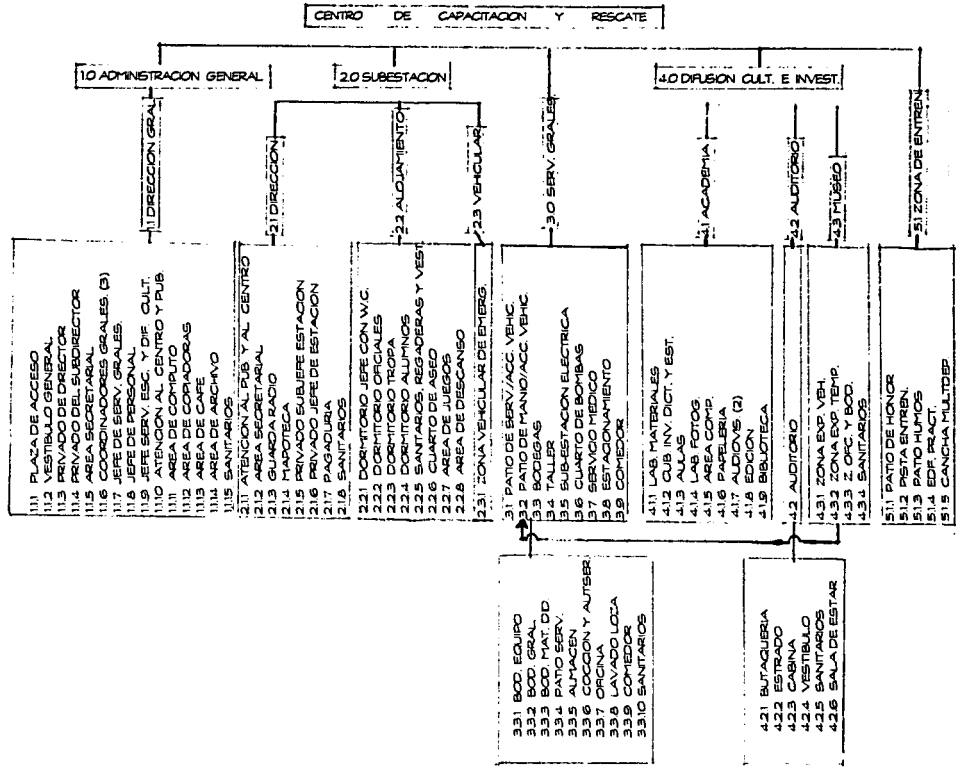 CENTRO DE CAPACITACION Y RESCATE
1.0 ADMINISTRACION GENERAL
2.0 SUBESTACION
4.0 DIFUSION CULT. E INVEST.
1.1 DIRECCION GRAL
2.1 DIRECCION
2.2 ALOJAMIENTO
2.3 VEHICULAR
3.0 SERV. GRALES
4.1 ACADEMIA
4.2 AUDITORIO
4.3 MUSEO
5.1 ZONA DE ENTREN
1.1.1 PLAZA DE ACCESO
1.1.2 VESTIBULO GENERAL
1.1.3 PRIVADO DE DIRECTOR
1.1.4 PRIVADO DEL SUBDIRECTOR
1.1.5 AREA SECRETARIAL
1.1.6 COORDINADORES GRALES. (3)
1.1.7 JEFE DE SERV. GRALES.
1.1.8 JEFE DE PERSONAL
1.1.9 JEFE SERV. ESC. Y DIF. CULT.
1.1.10 ATENCION AL CENTRO Y PUB.
1.1.11 AREA DE COMPUTO
1.1.12 AREA DE COPIADORAS
1.1.13 AREA DE CAFE
1.1.14 AREA DE ARCHIVO
1.1.15 SANITARIOS
2.1.1 ATENCION AL PUB. Y AL CENTRO
2.1.2 AREA SECRETARIAL
2.1.3 GUARDA RADIO
2.1.4 MAPOTECA
2.1.5 PRIVADO SUBJEFE ESTACION
2.1.6 PRIVADO JEFE DE ESTACION
2.1.7 PAGADURIA
2.1.8 SANITARIOS
2.2.1 DORMITORIO JEFE CON W.C.
2.2.2 DORMITORIO OFICIALES
2.2.3 DORMITORIO TROPA
2.2.4 DORMITORIO ALUMNOS
2.2.5 SANITARIOS, REGADERAS Y VEST
2.2.6 CUARTO DE ASEO
2.2.7 AREA DE JUEGOS
2.2.8 AREA DE DESCANSO
2.3.1 ZONA VEHICULAR DE EMERG.
3.1 PATIO DE SERV./ACC. VEHIC.
3.2 PATIO DE MANIO/ACC. VEHIC.
3.3 BODEGAS
3.4 TALLER
3.5 SUB-ESTACION ELECTRICA
3.6 CUARTO DE BOMBAS
3.7 SERVICIO MEDICO
3.8 ESTACIONAMIENTO
3.9 COMEDOR
4.1.1 LAB. MATERIALES
4.1.2 CUB. INV. DICT. Y EST.
4.1.3 AULAS
4.1.4 LAB. FOTOG.
4.1.5 AREA COMP.
4.1.6 PAPELERIA
4.1.7 AUDIOVIS. (2)
4.1.8 EDICION
4.1.9 BIBLIOTECA
4.2 AUDITORIO
4.3.1 ZONA EXP. VEH.
4.3.2 ZONA EXP. TEMP.
4.3.3 Z. OFC. Y BOD.
4.3.4 SANITARIOS
5.1.1 PATIO DE HONOR
5.1.2 PISTA ENTREN.
5.1.3 PATIO HUMOS
5.1.4 EDIF. PRACT.
5.1.5 CANCHA MULTDEP
3.3.1 BOD. EQUIPO
3.3.2 BOD. GRAL
3.3.3 BOD. MAT. DD.
3.3.4 PATIO SERV.
3.3.5 ALMACEN
3.3.6 COCCION Y AUTSER.
3.3.7 OFICINA
3.3.8 LAVADO LOZA
3.3.9 COMEDOR
3.3.10 SANITARIOS
4.2.1 BUTAQUERIA
4.2.2 ESTRADO
4.2.3 CABINA
4.2.4 VESTIBULO
4.2.5 SANITARIOS
4.2.6 SALA DE ESTAR